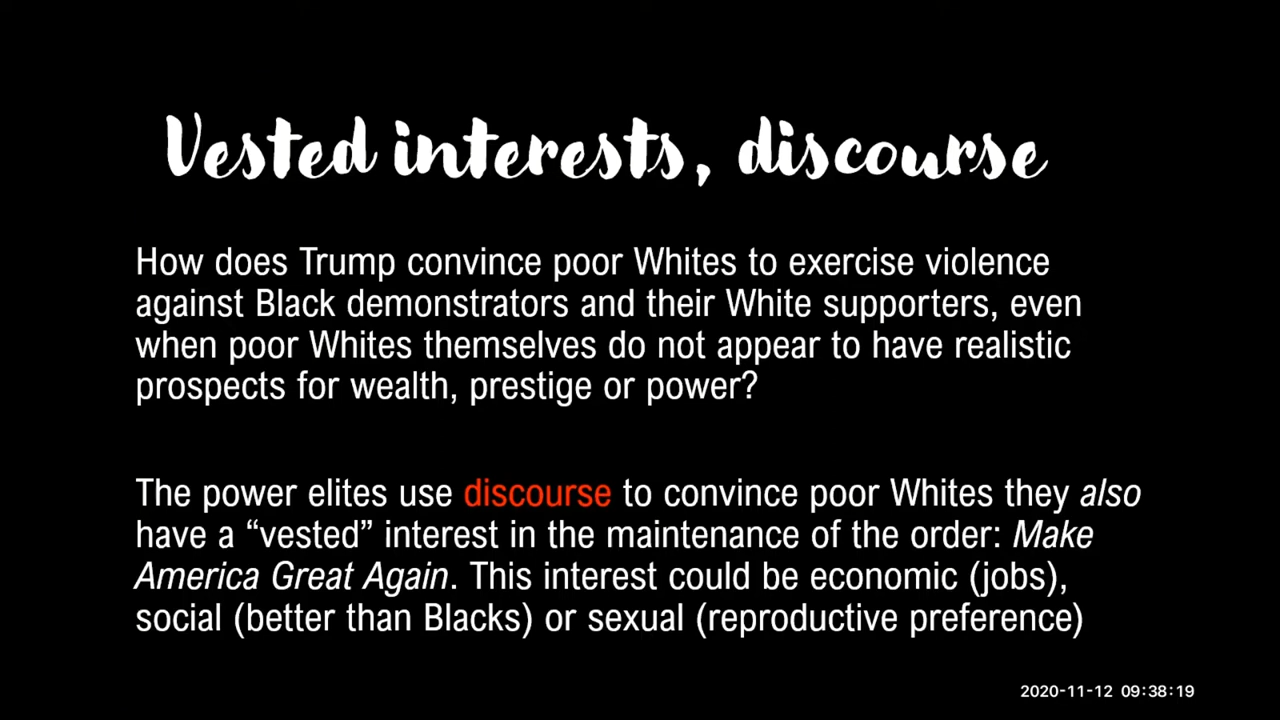 Vested interests, discourse
How does Trump convince poor Whites to exercise violence
against Black demonstrators and their White supporters, even
when poor Whites themselves do not appear to have realistic
prospects for wealth, prestige or power?
The power elites use discourse to convince poor Whites they also
have a “vested” interest in the maintenance of the order: Make
America Great Again. This interest could be economic (jobs),
social (better than Blacks) or sexual (reproductive preference)
2020-11-12 09:38:19